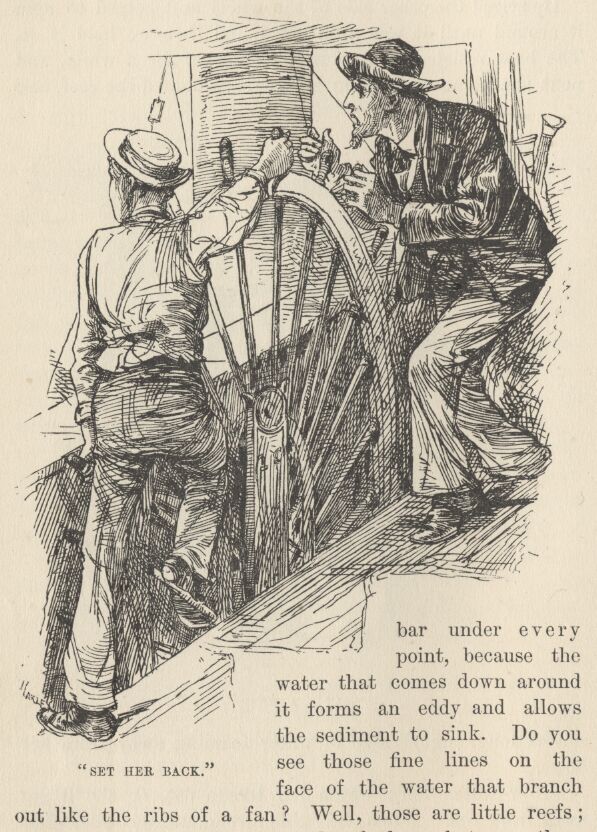 bar under every
point, because the
water that comes down around
it forms an eddy and allows
the sediment to sink. Do you
see those fine lines on the
face of the water that branch
out like the ribs of a fan? Well, those are little reefs;
"SET HER BACK."